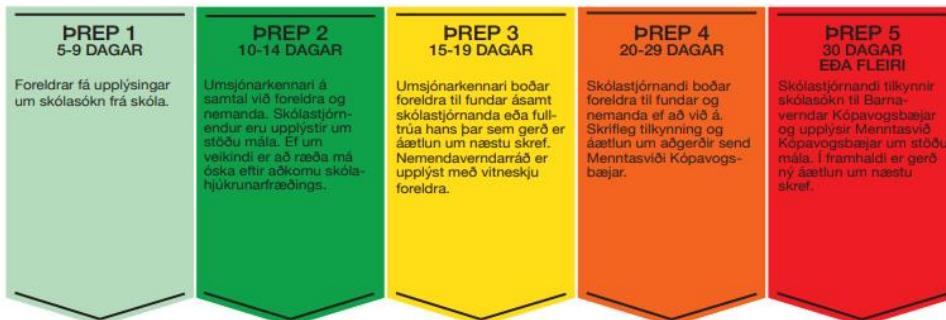 ÞREP 1
5-9 DAGAR
Foreldrar fá upplýsingar
um skólasókn frá skóla.
ÞREP 2
10-14 DAGAR
Umsjónarkennari á
samtal við foreldra og
nemanda. Skólastjórn-
endur eru upplýstir um
stöðu mála. Ef um
veikindi er að ræða má
óska eftir aðkomu skóla-
hjúkrunarfræðings.
ÞREP 3
15-19 DAGAR
Umsjónarkennari boðar
foreldra til fundar ásamt
skólastjórnanda eða full-
trúa hans þar sem gerð er
áætlun um næstu skref.
Nemendaverndarráð er
upplýst með vitneskju
foreldra.
ÞREP 4
20-29 DAGAR
Skólastjórnandi boðar
foreldra til fundar og
nemanda ef að við á.
Skrifleg tilkynning og
áætlun um aðgerðir send
Menntasviði Kópavogs-
bæjar.
ÞREP 5
30 DAGAR
EÐA FLEIRI
Skólastjórnandi tilkynnir
skólasókn til Barna-
verndar Kópavogsbæjar
og upplýsir Menntasvið
Kópavogsbæjar um stöðu
mála. Í framhaldi er gerð
ný áætlun um næstu
skref.